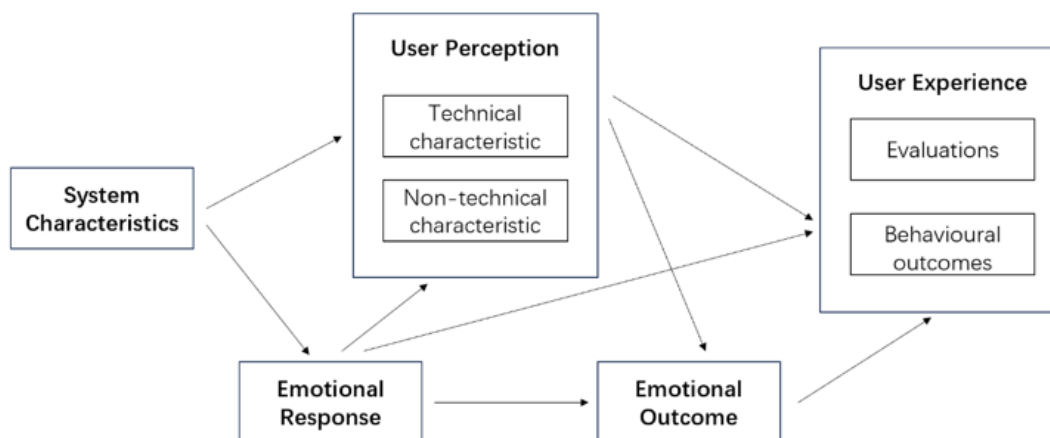 User Perception
Technical
characteristic
Non-technical
characteristic
System
Characteristics
User Experience
Evaluations
Behavioural
outcomes
Emotional
Response
Emotional
Outcome